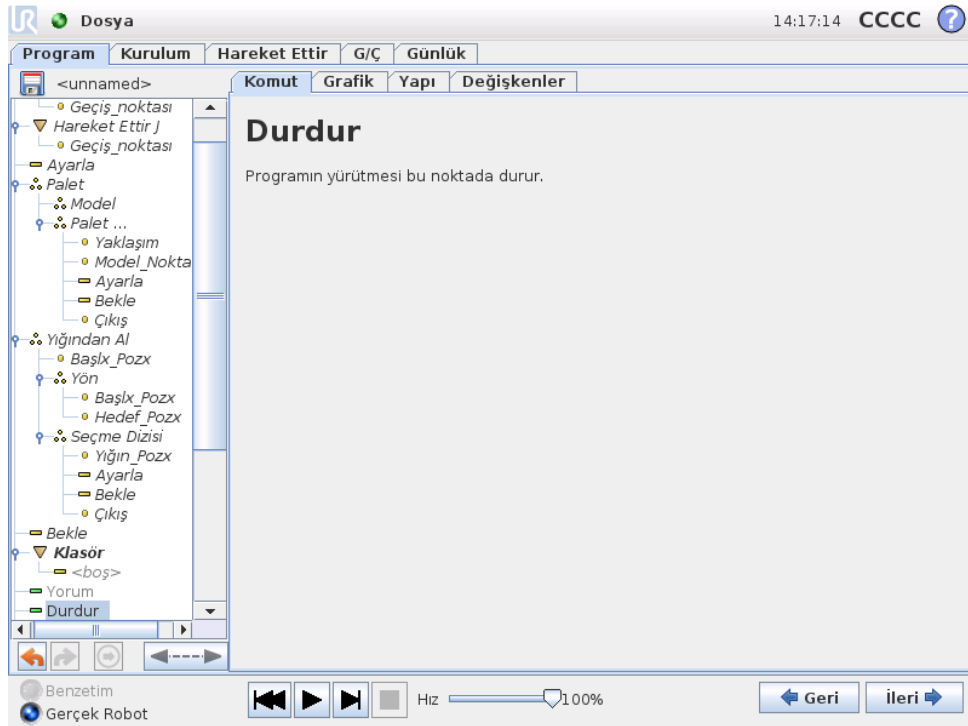 UR Dosya 14:17:14 CCCC ?
Program Kurulum Hareket Ettir G/Ç Günlük
<unnamed>
Komut Grafik Yapı Değişkenler
Geçiş_noktası
Hareket Ettir J
Geçiş_noktası
Ayarla
Palet
Model
Palet ...
Yaklaşım
Model_Nokta
Ayarla
Bekle
Çıkış
Yığından Al
Başlx_Pozx
Yön
Başlx_Pozx
Hedef_Pozx
Seçme Dizisi
Yığın_Pozx
Ayarla
Bekle
Çıkış
Bekle
Klasör
<boş>
Yorum
Durdur
Durdur
Programın yürütmesi bu noktada durur.
Benzetim
Gerçek Robot
Hız 100%
Geri İleri